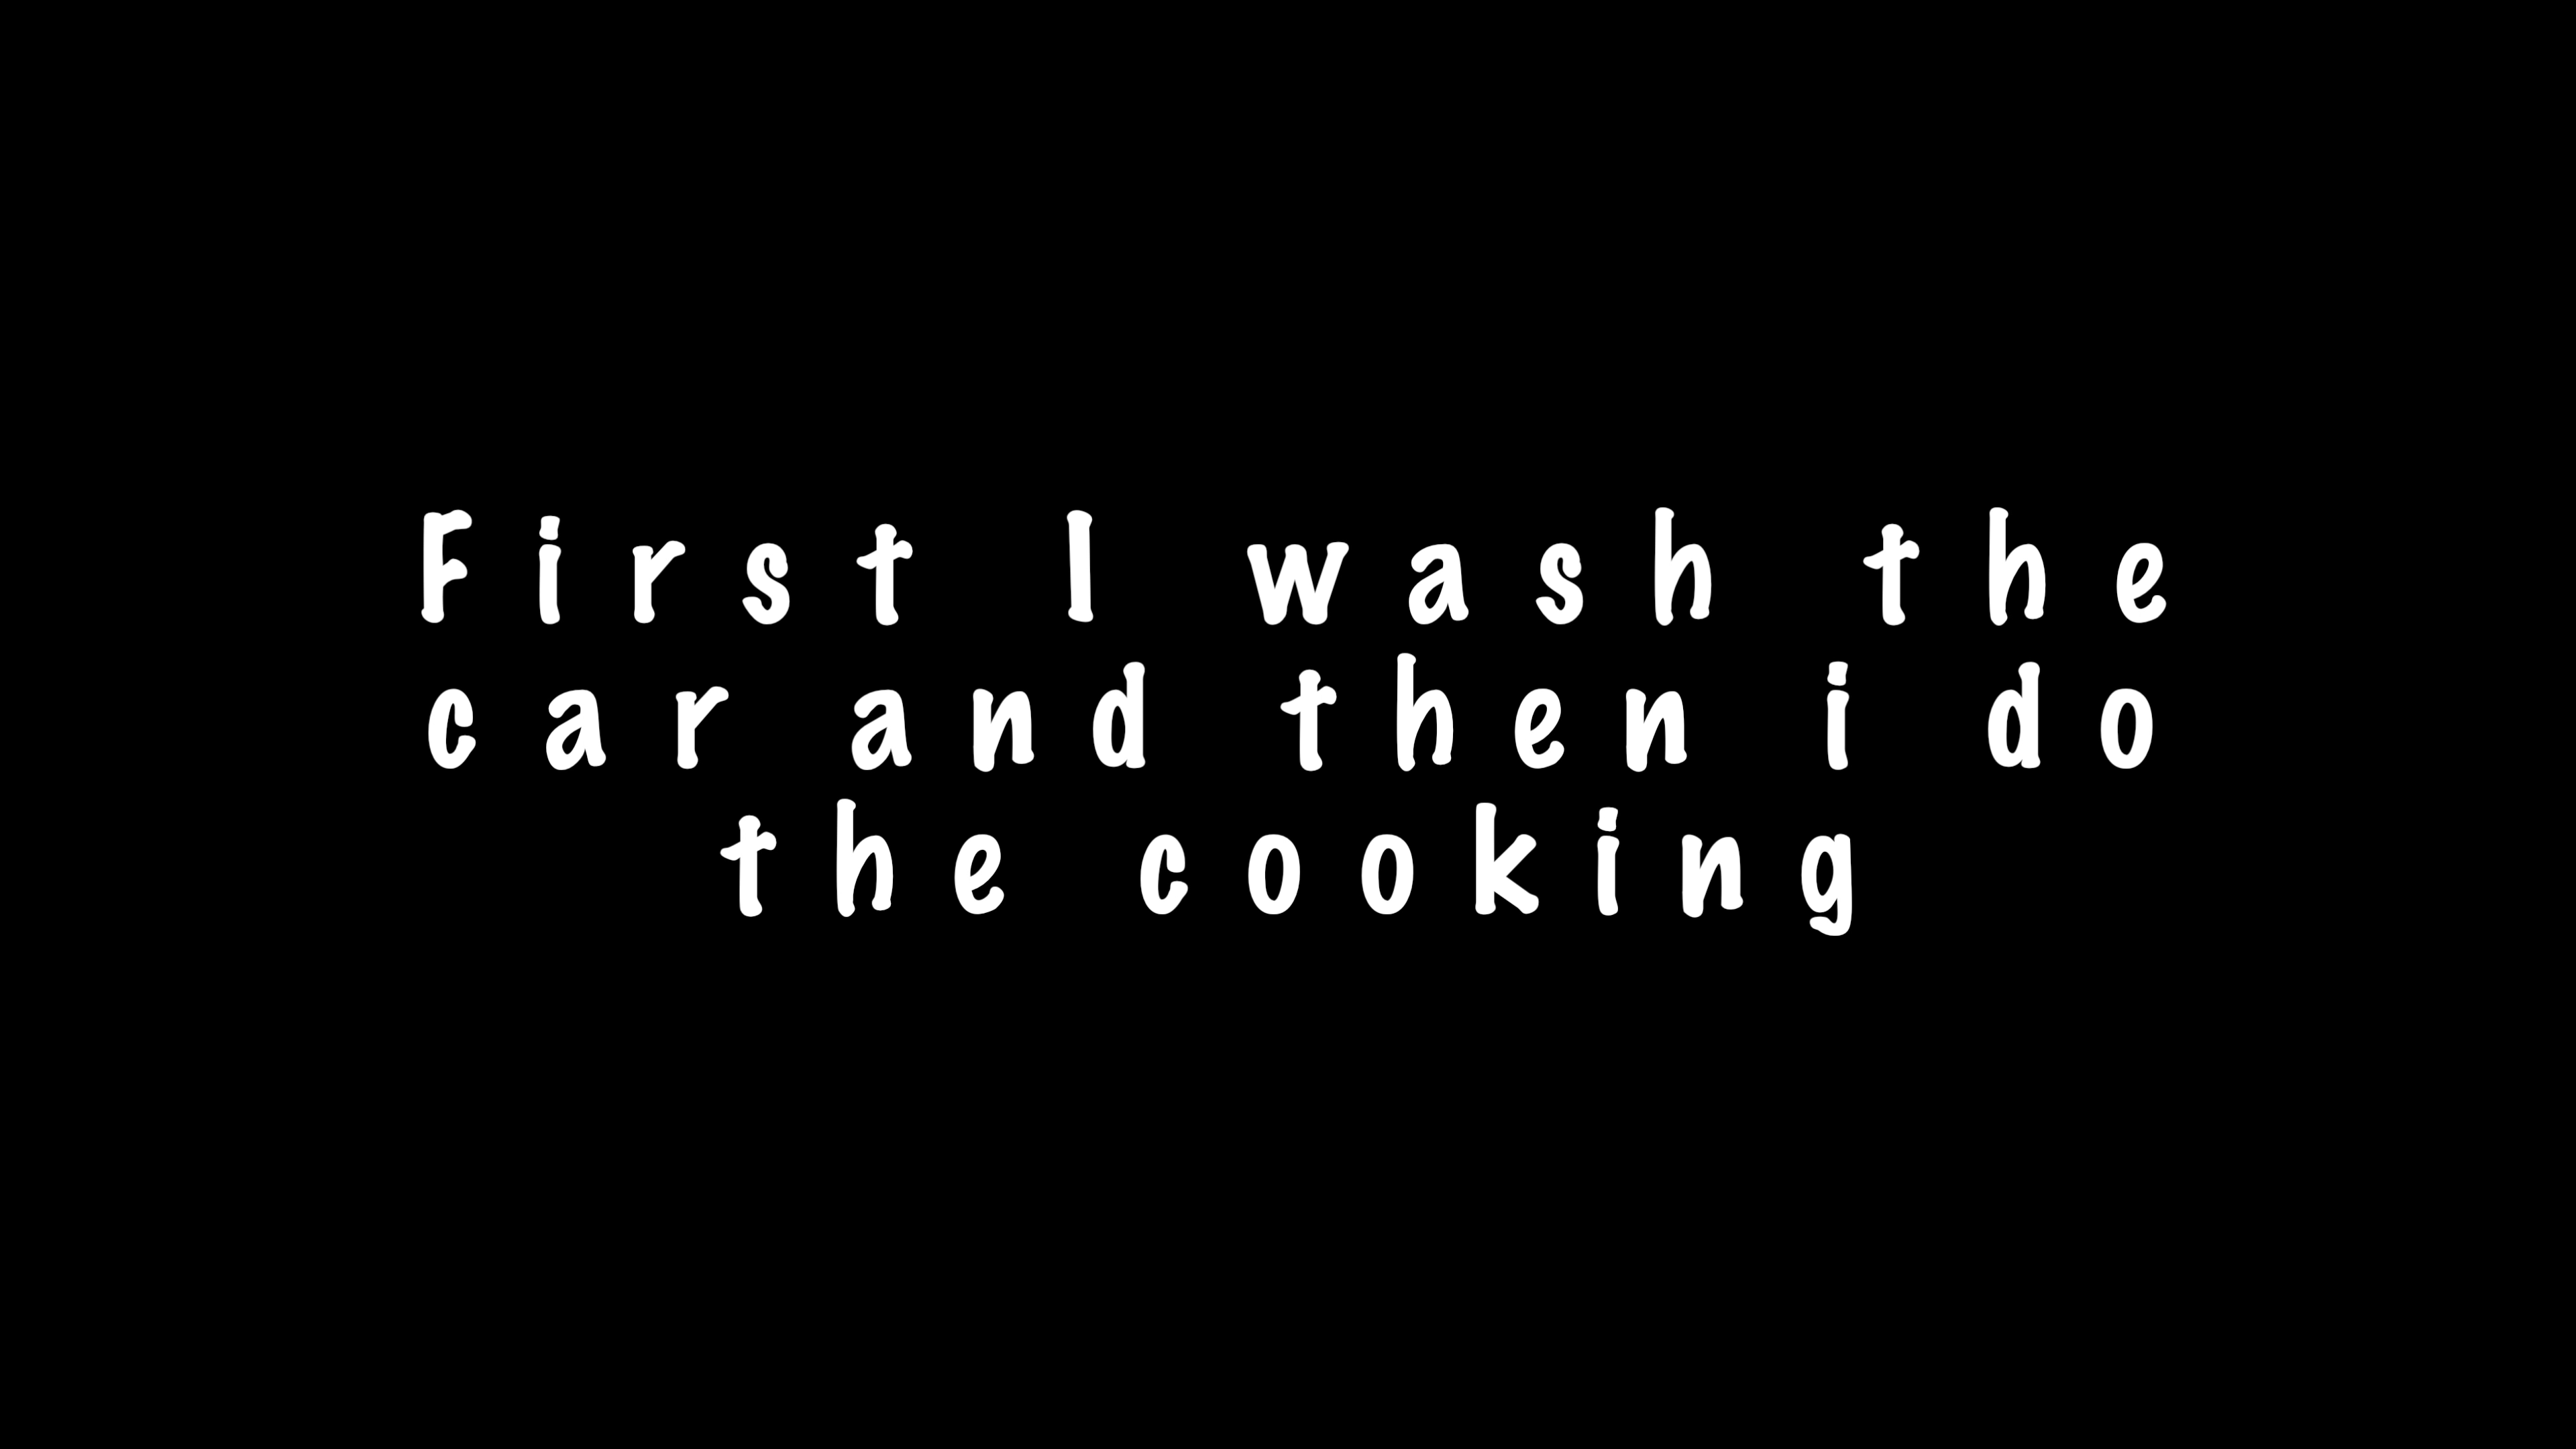 First I wash the
car and then i do
the cooking